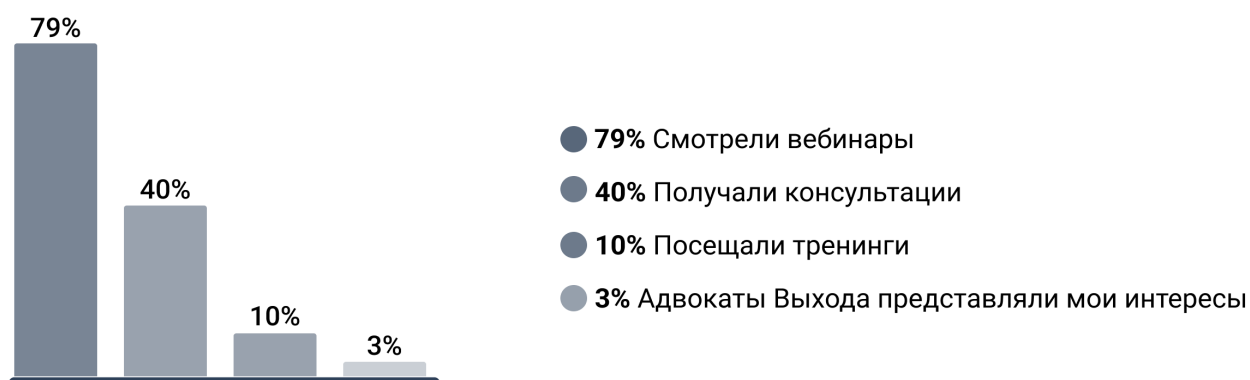 79%
40%
10%
3%
79% Смотрели вебинары
40% Получали консультации
10% Посещали тренинги
3% Адвокаты Выхода представляли мои интересы